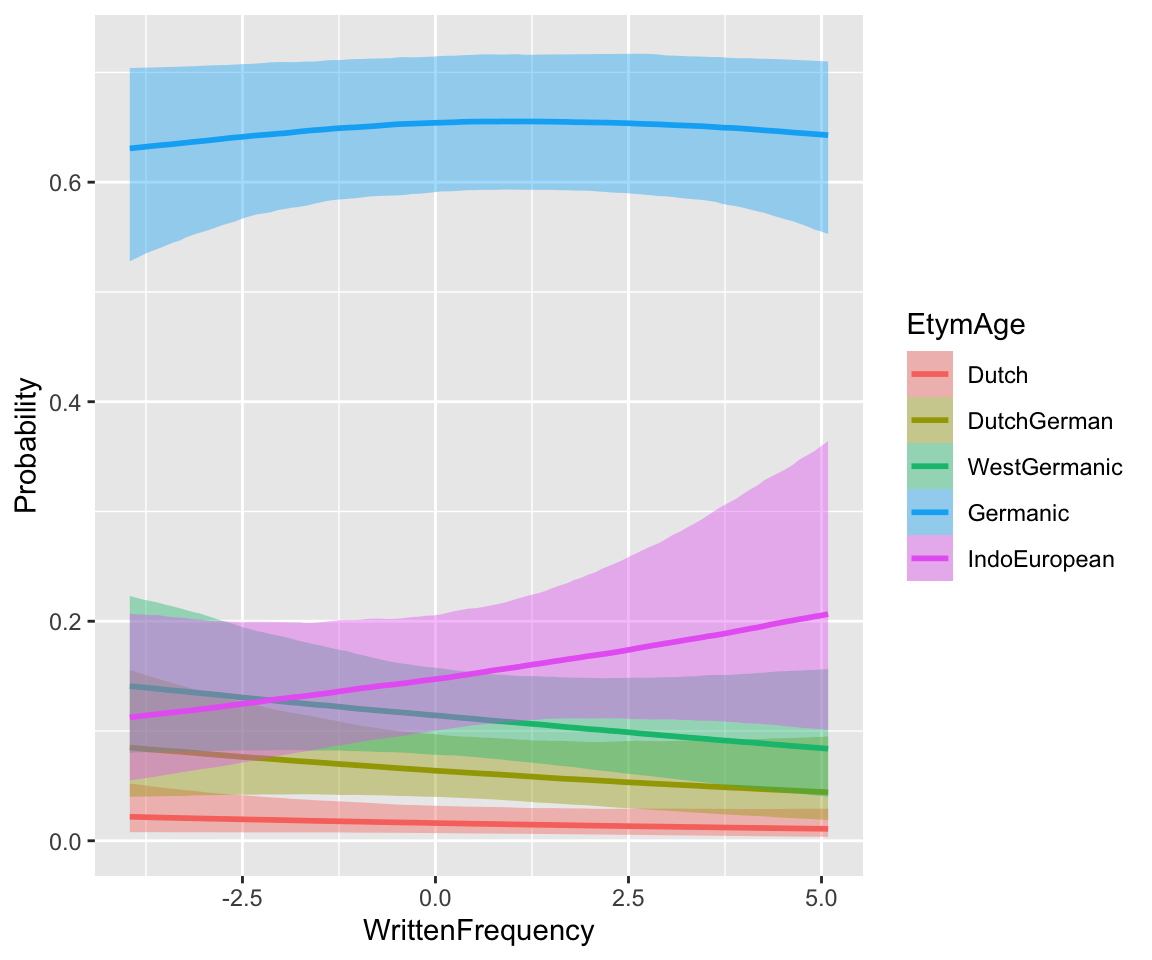 Probability
0.6
0.4
0.2
0.0
-2.5
0.0
2.5
5.0
WrittenFrequency
EtymAge
Dutch
DutchGerman
WestGermanic
Germanic
IndoEuropean